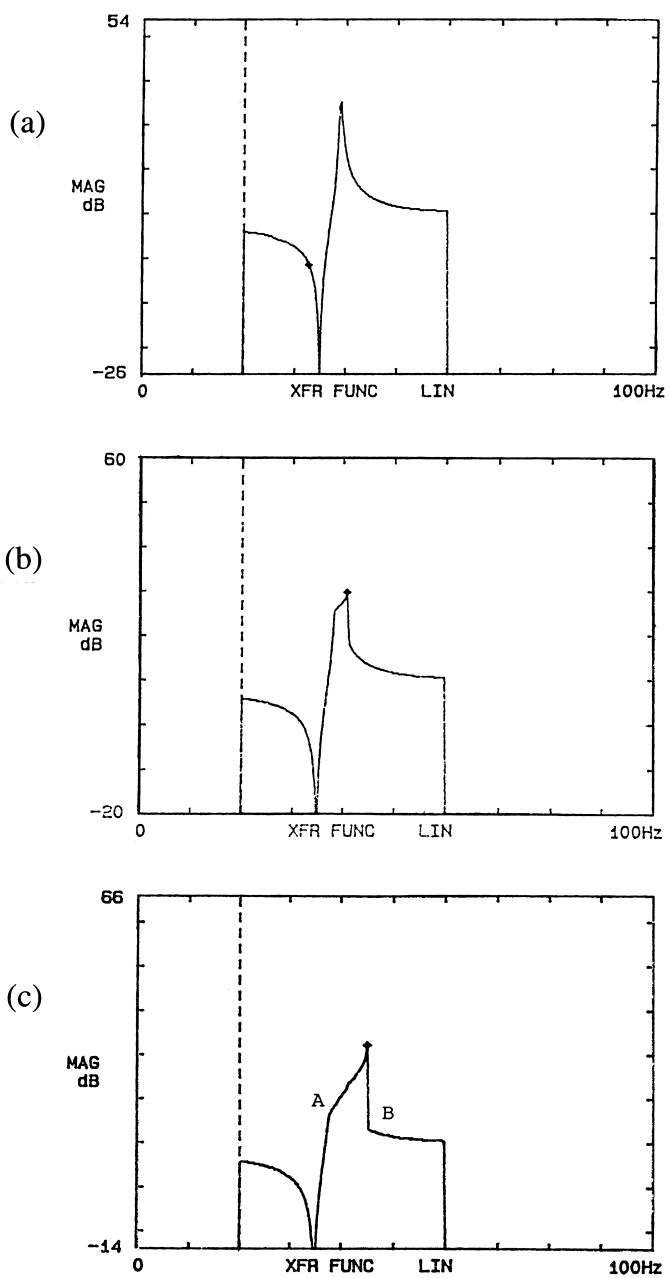 54
(a)
MAG
dB
-26
0 XFR FUNC LIN 100Hz
60
(b)
MAG
dB
-20
0 XFR FUNC LIN 100Hz
66
(c)
MAG
dB
A
B
-14
0 XFR FUNC LIN 100Hz